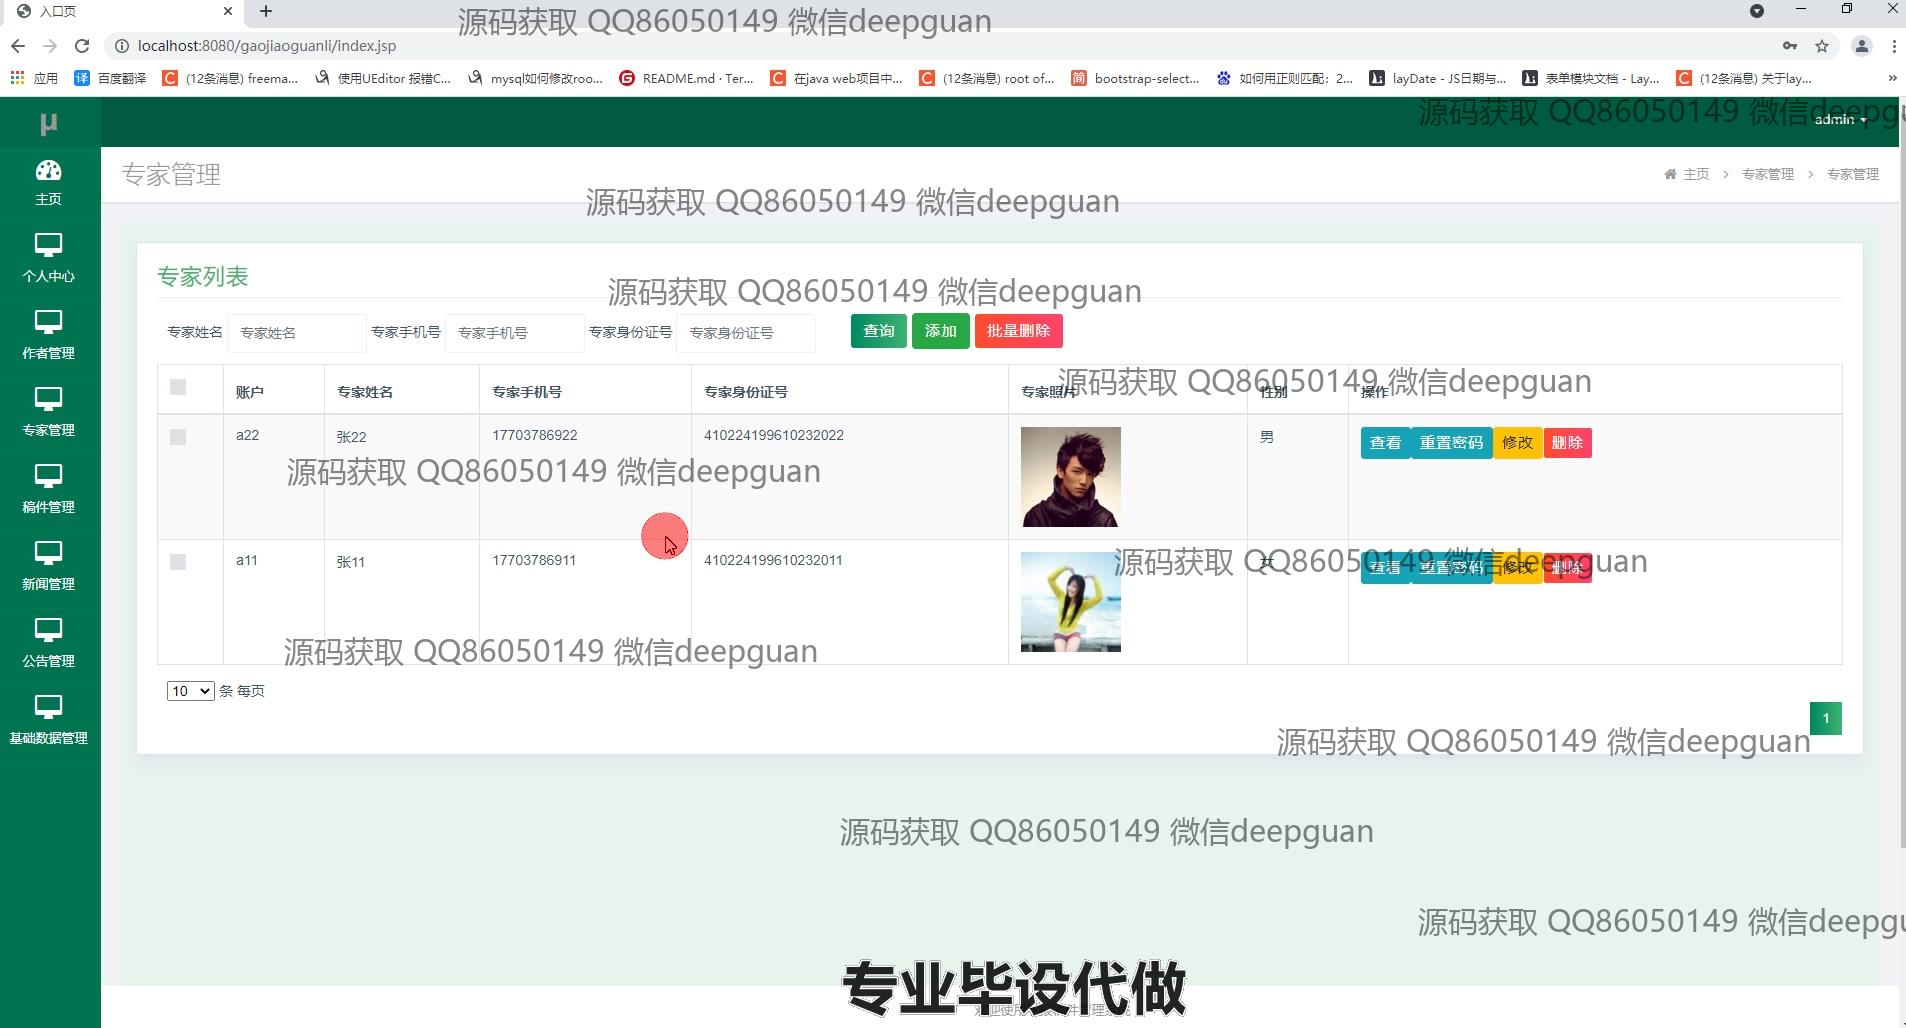 入口页
源码获取 QQ86050149 微信deepguan
localhost:8080/gaojiaoguanli/index.jsp
应用 百度翻译 (12条消息) freema... 使用UEditor 报错C... mysql如何修改roo... README.md · Ter... 在java web项目中... (12条消息) root of... bootstrap-select... 如何用正则匹配：2... layDate - JS日期与... 表单模块文档 - Lay... (12条消息) 关于lay... »
μ
源码获取 QQ86050149 微信deepg
admin
主页
专家管理
主页 > 专家管理 > 专家管理
源码获取 QQ86050149 微信deepguan
个人中心
专家列表
源码获取 QQ86050149 微信deepguan
专家姓名 专家姓名 专家手机号 专家手机号 专家身份证号 专家身份证号 查询 添加 批量删除
作者管理
源码获取 QQ86050149 微信deepguan
账户 专家姓名 专家手机号 专家身份证号 专家照片 性别 操作
专家管理
a22 张22 17703786922 410224199610232022 男 查看 重置密码 修改 删除
源码获取 QQ86050149 微信deepguan
稿件管理
a11 张11 17703786911 410224199610232011 女 查看 重置密码 修改 删除
源码获取 QQ86050149 微信deepguan
新闻管理
源码获取 QQ86050149 微信deepguan
公告管理
10 条 每页
1
基础数据管理
源码获取 QQ86050149 微信deepguan
源码获取 QQ86050149 微信deepguan
源码获取 QQ86050149 微信deepgu
专业毕设代做